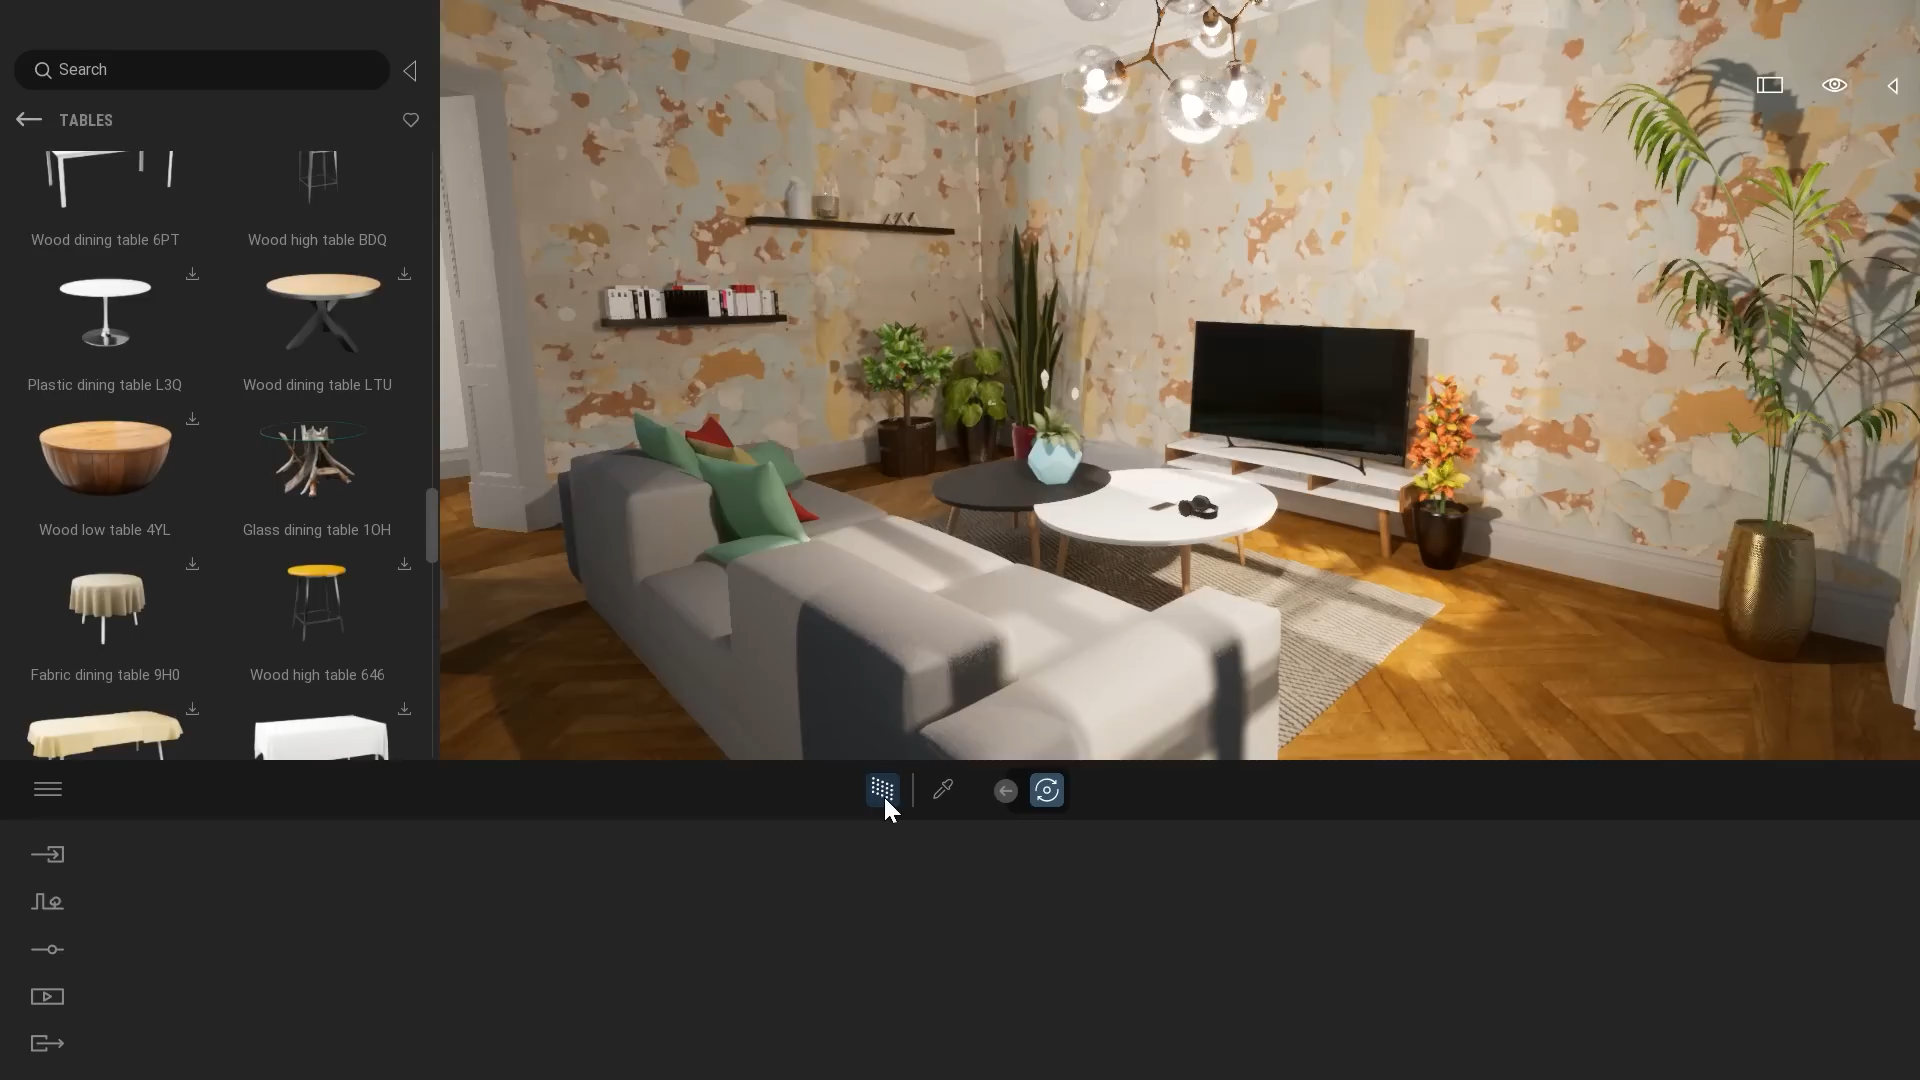 Search
TABLES
Wood dining table 6PT
Wood high table BDQ
Plastic dining table L3Q
Wood dining table LTU
Wood low table 4YL
Glass dining table 1OH
Fabric dining table 9H0
Wood high table 646